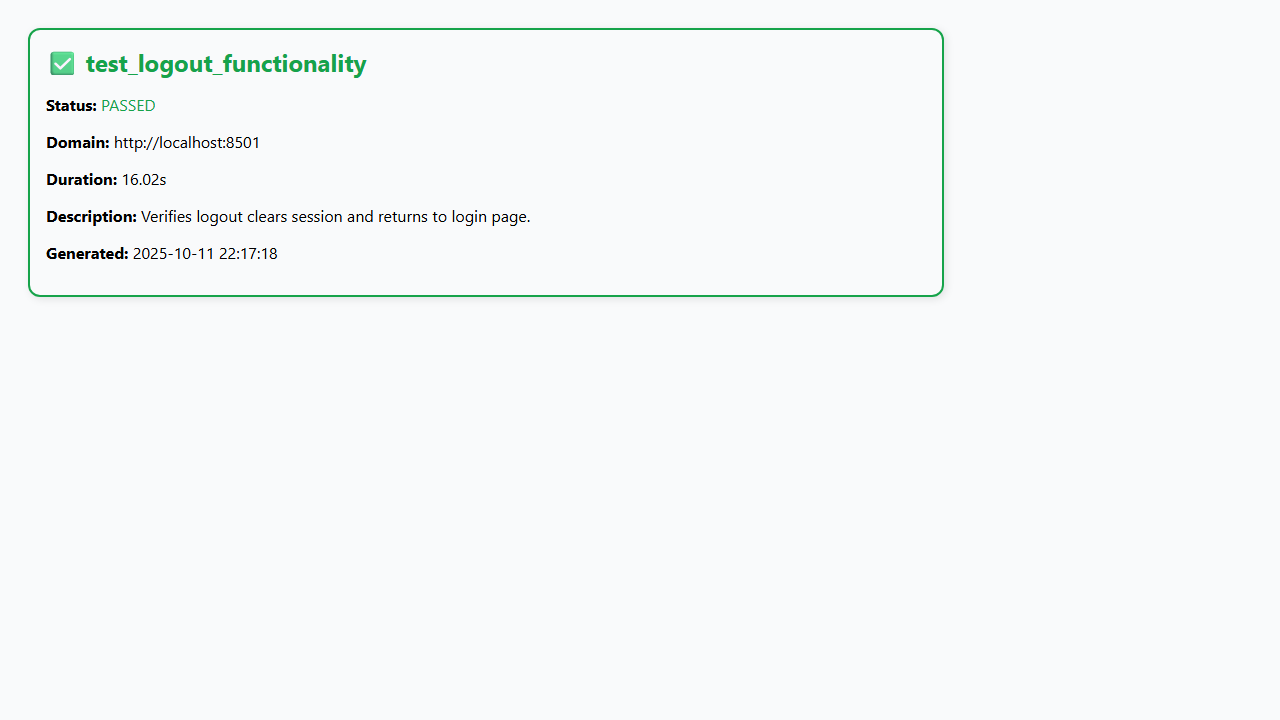 ✅ test_logout_functionality
Status: PASSED
Domain: http://localhost:8501
Duration: 16.02s
Description: Verifies logout clears session and returns to login page.
Generated: 2025-10-11 22:17:18